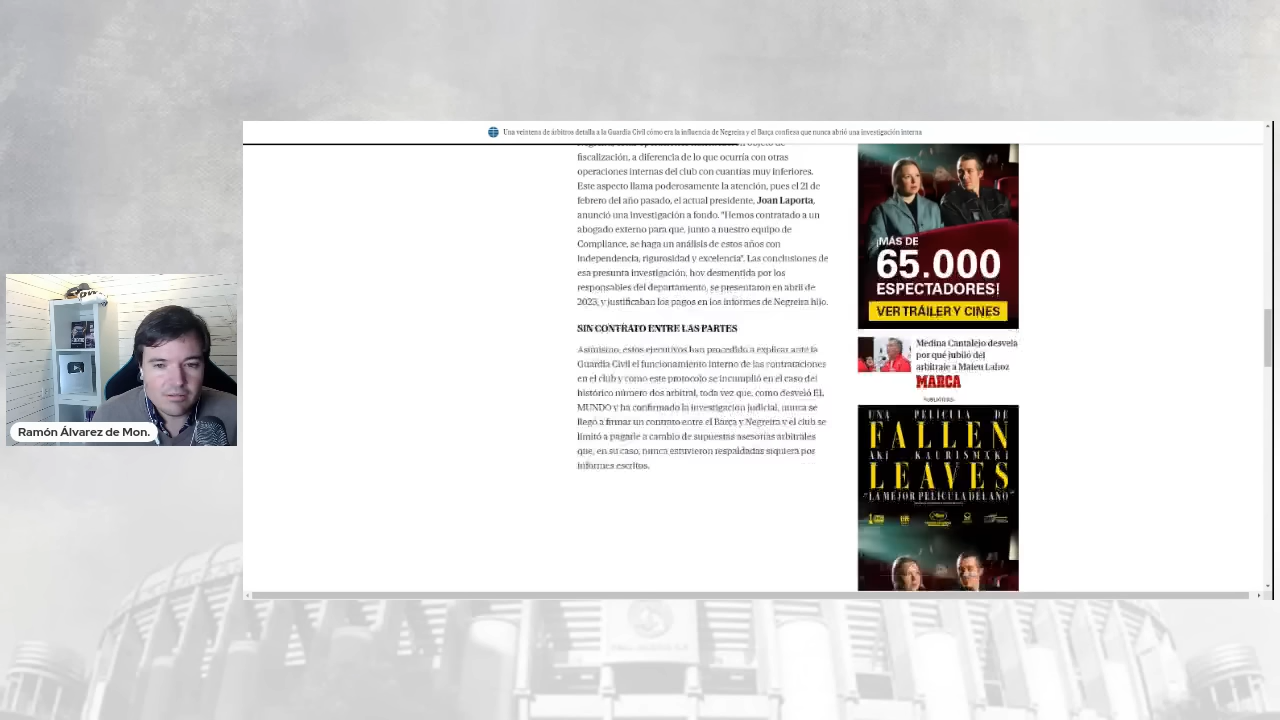 Una veintena de árbitros detalla a la Guardia Civil cómo era la influencia de Negreira y el Barça confiesa que nunca abrió una investigación interna
fiscalización, a diferencia de lo que ocurría con otras
operaciones internas del club con cuantías muy inferiores.
Este aspecto llama poderosamente la atención, pues el 21 de
febrero del año pasado, el actual presidente, Joan Laporta,
anunció una investigación a fondo. "Hemos contratado a un
abogado externo para que, junto a nuestro equipo de
Compliance, se haga un análisis de estos años con
independencia, rigurosidad y excelencia". Las conclusiones de
esa presunta investigación, hoy desmentida por los
responsables del departamento, se presentaron en abril de
2023, y justificaban los pagos en los informes de Negreira hijo.
SIN CONTRATO ENTRE LAS PARTES
Asimismo, estos ejecutivos han procedido a explicar ante la
Guardia Civil el funcionamiento interno de las contrataciones
en el club y como este protocolo se incumplió en el caso del
histórico número dos arbitral, toda vez que, como desveló EL
MUNDO y ha confirmado la investigación judicial, nunca se
llegó a firmar un contrato entre el Barça y Negreira y el club se
limitó a pagarle a cambio de supuestas asesorías arbitrales
que, en su caso, nunca estuvieron respaldadas siquiera por
informes escritos.
¡MÁS DE
65.000
ESPECTADORES!
VER TRÁILER Y CINES
Medina Cantalejo desvela
por qué jubiló del
arbitraje a Mateu Lahoz
MARCA
PUBLICIDAD
UNA PELÍCULA DE
FALLEN
AKI KAURISMÄKI
LEAVES
"LA MEJOR PELÍCULA DEL AÑO"
Ramón Álvarez de Mon.